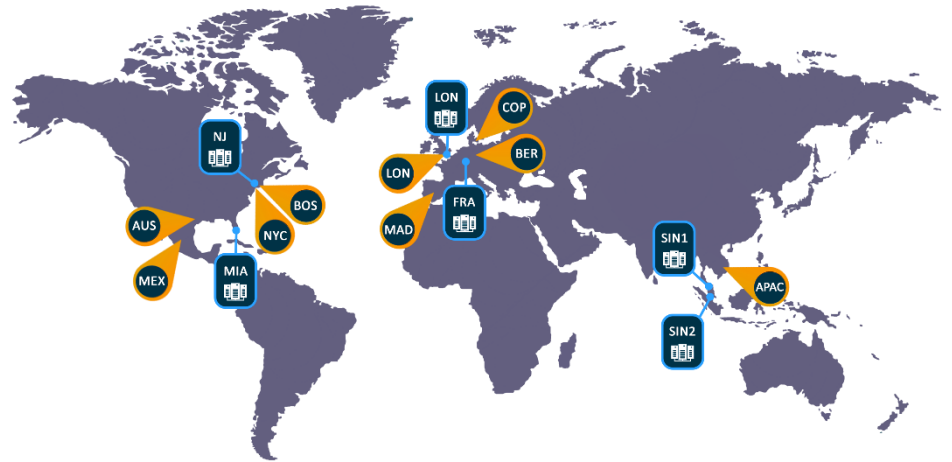 LON
COP
NJ
BER
LON
BOS
FRA
AUS
MAD
NYC
SIN1
MIA
MEX
APAC
SIN2